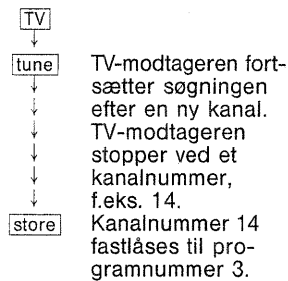 TV
tune TV-modtageren fort-
sætter søgningen
efter en ny kanal.
TV-modtageren
stopper ved et
kanalnummer,
f.eks. 14.
store Kanalnummer 14
fastlåses til pro-
gramnummer 3.